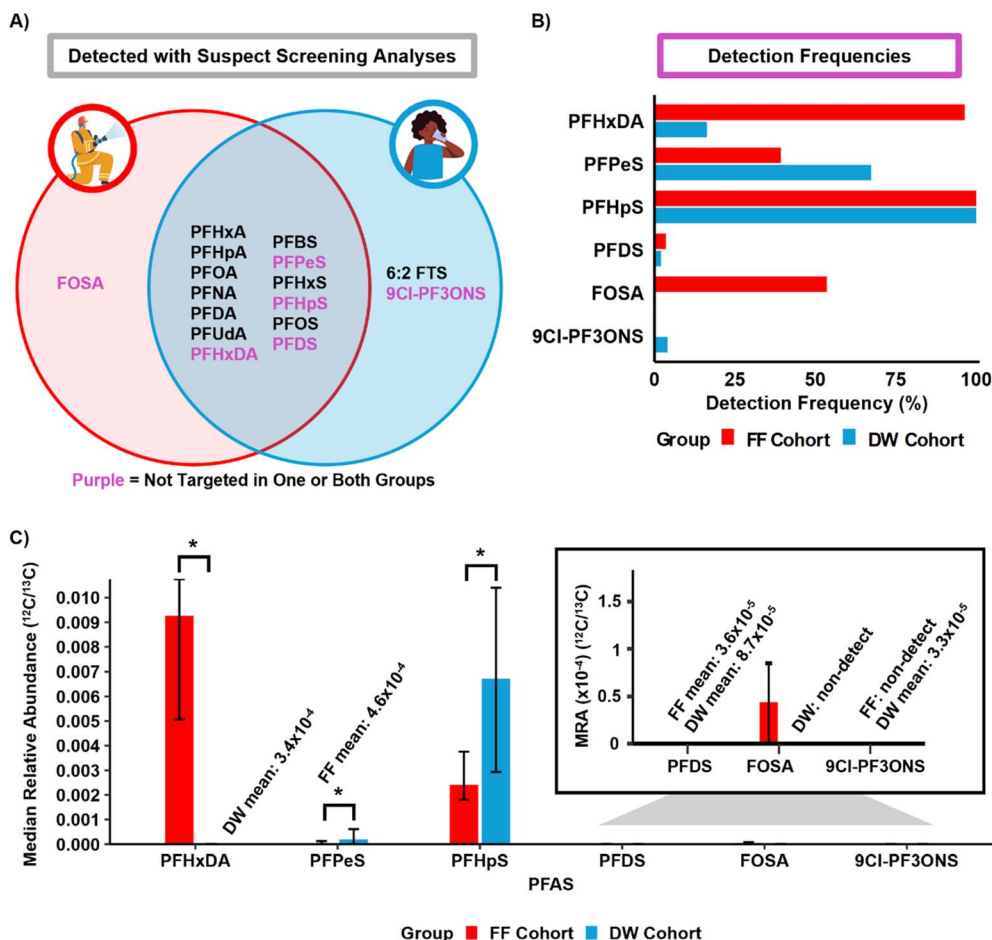 A)
Detected with Suspect Screening Analyses
FOSA
PFHxA
PFHpA
PFOA
PFNA
PFDA
PFUdA
PFHxDA
PFBS
PFPeS
PFHxS
PFHpS
PFOS
PFDS
6:2 FTS
9Cl-PF3ONS
Purple = Not Targeted in One or Both Groups
B)
Detection Frequencies
PFHxDA
PFPeS
PFHpS
PFDS
FOSA
9Cl-PF3ONS
0 25 50 75 100
Detection Frequency (%)
Group FF Cohort DW Cohort
C)
Median Relative Abundance (¹²C/¹³C)
0.010
0.009
0.008
0.007
0.006
0.005
0.004
0.003
0.002
0.001
0.000
*
DW mean: 3.4x10⁻⁴
*
FF mean: 4.6x10⁻⁴
*
PFHxDA PFPeS PFHpS PFDS FOSA 9Cl-PF3ONS
PFAS
MRA (x10⁻⁴) (¹²C/¹³C)
1.5
1
0.5
0
FF mean: 3.6x10⁻⁵
DW mean: 8.7x10⁻⁵
DW: non-detect
FF: non-detect
DW mean: 3.3x10⁻⁵
PFDS FOSA 9Cl-PF3ONS
Group FF Cohort DW Cohort